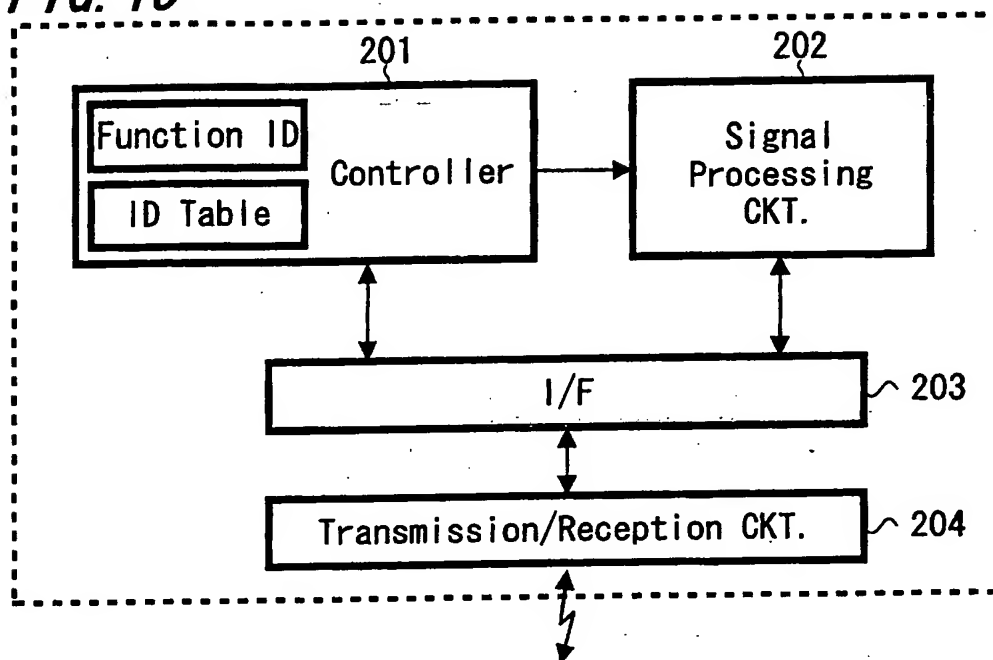 201
202
Function ID
ID Table
Controller
Signal
Processing
CKT.
I/F
203
Transmission/Reception CKT.
204